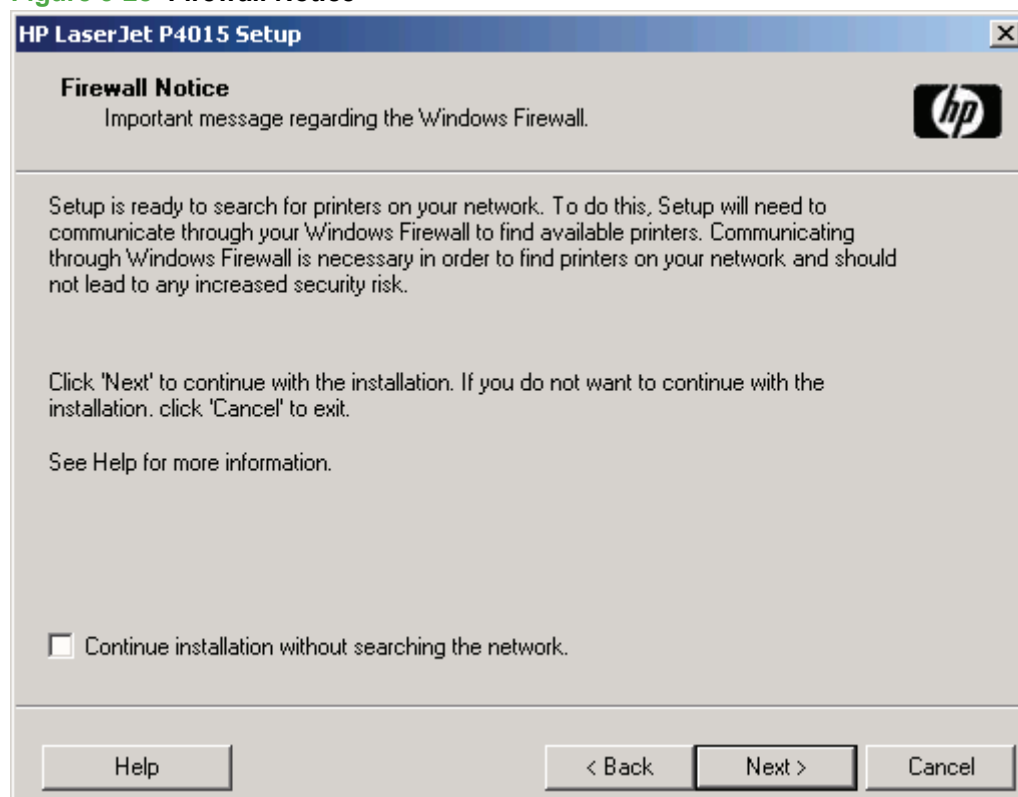 HP LaserJet P4015 Setup
Firewall Notice
Important message regarding the Windows Firewall.
hp
Setup is ready to search for printers on your network. To do this, Setup will need to
communicate through your Windows Firewall to find available printers. Communicating
through Windows Firewall is necessary in order to find printers on your network and should
not lead to any increased security risk.
Click 'Next' to continue with the installation. If you do not want to continue with the
installation. click 'Cancel' to exit.
See Help for more information.
Continue installation without searching the network.
Help
< Back
Next >
Cancel